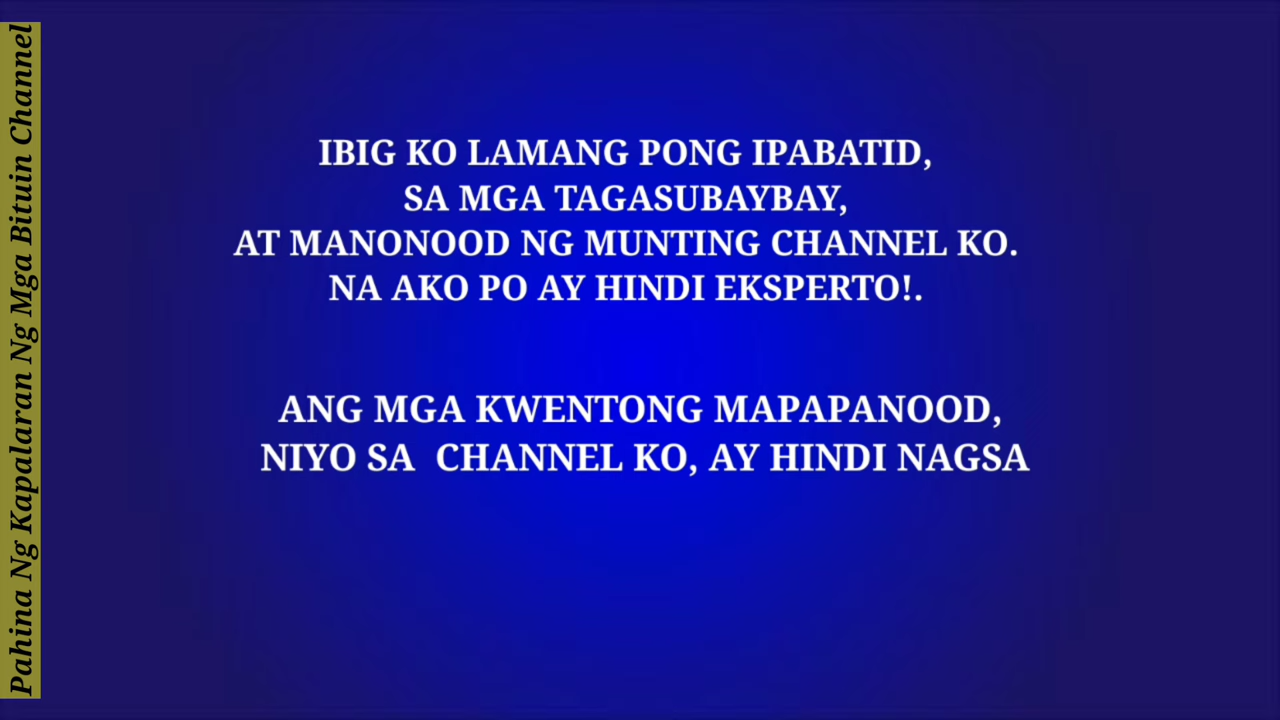 Pahina Ng Kapalaran Ng Mga Bituin Channel
IBIG KO LAMANG PONG IPABATID,
SA MGA TAGASUBAYBAY,
AT MANONOOD NG MUNTING CHANNEL KO.
NA AKO PO AY HINDI EKSPERTO!.
ANG MGA KWENTONG MAPAPANOOD,
NIYO SA CHANNEL KO, AY HINDI NAGSA